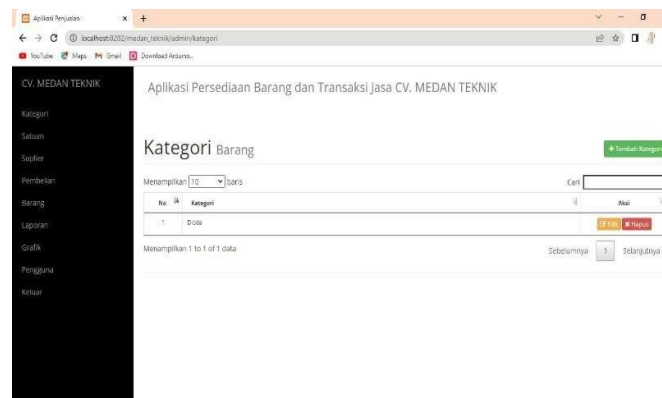 Aplikasi Penjualan
localhost:8282/medan_teknik/admin/kategori
YouTube Maps Gmail Download Arduino...
CV. MEDAN TEKNIK
Aplikasi Persediaan Barang dan Transaksi Jasa CV. MEDAN TEKNIK
Kategori
Satuan
Suplier
Pembelian
Barang
Laporan
Grafik
Pengguna
Keluar
Kategori Barang
+ Tambah Kategori
Menampilkan 10 baris
Cari
No Kategori Aksi
1 Dioda Edit Hapus
Menampilkan 1 to 1 of 1 data
Sebelumnya 1 Selanjutnya